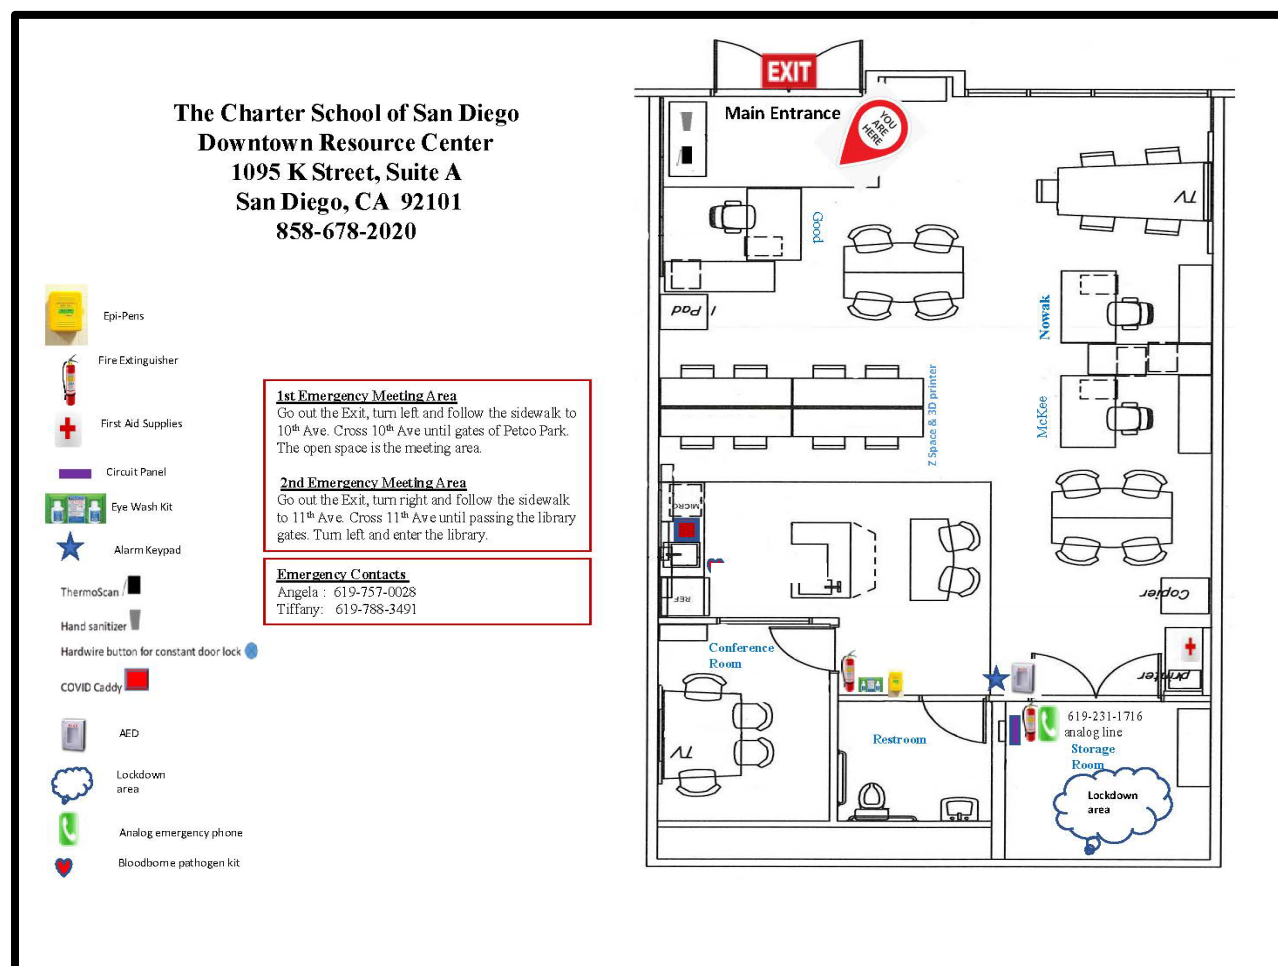 The Charter School of San Diego
Downtown Resource Center
1095 K Street, Suite A
San Diego, CA 92101
858-678-2020
Epi-Pens
Fire Extinguisher
First Aid Supplies
Circuit Panel
Eye Wash Kit
Alarm Keypad
ThermoScan
Hand sanitizer
Hardwire button for constant door lock
COVID Caddy
AED
Lockdown
area
Analog emergency phone
Bloodborne pathogen kit
1st Emergency Meeting Area
Go out the Exit, turn left and follow the sidewalk to
10th Ave. Cross 10th Ave until gates of Petco Park.
The open space is the meeting area.
2nd Emergency Meeting Area
Go out the Exit, turn right and follow the sidewalk
to 11th Ave. Cross 11th Ave until passing the library
gates. Turn left and enter the library.
Emergency Contacts
Angela : 619-757-0028
Tiffany: 619-788-3491
EXIT
Main Entrance
YOU
ARE
HERE
TV
Good
I Pad
Nowak
McKee
Z Space & 3D printer
MICRO
REF
Copier
printer
Conference
Room
TV
Restroom
619-231-1716
analog line
Storage
Room
Lockdown
area